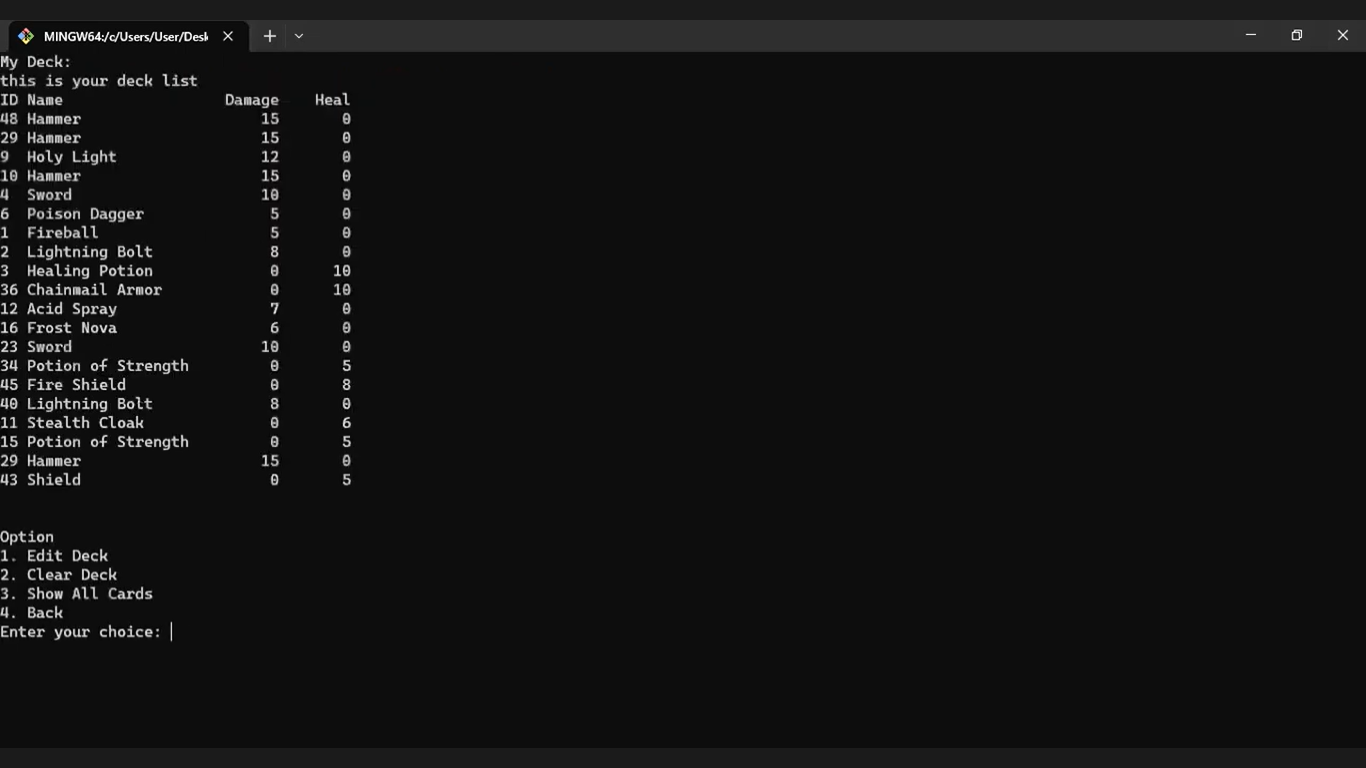 MINGW64:/c/Users/User/Desk
My Deck:
this is your deck list
ID Name Damage Heal
48 Hammer 15 0
29 Hammer 15 0
9 Holy Light 12 0
10 Hammer 15 0
4 Sword 10 0
6 Poison Dagger 5 0
1 Fireball 5 0
2 Lightning Bolt 8 0
3 Healing Potion 0 10
36 Chainmail Armor 0 10
12 Acid Spray 7 0
16 Frost Nova 6 0
23 Sword 10 0
34 Potion of Strength 0 5
45 Fire Shield 0 8
40 Lightning Bolt 8 0
11 Stealth Cloak 0 6
15 Potion of Strength 0 5
29 Hammer 15 0
43 Shield 0 5
Option
1. Edit Deck
2. Clear Deck
3. Show All Cards
4. Back
Enter your choice: